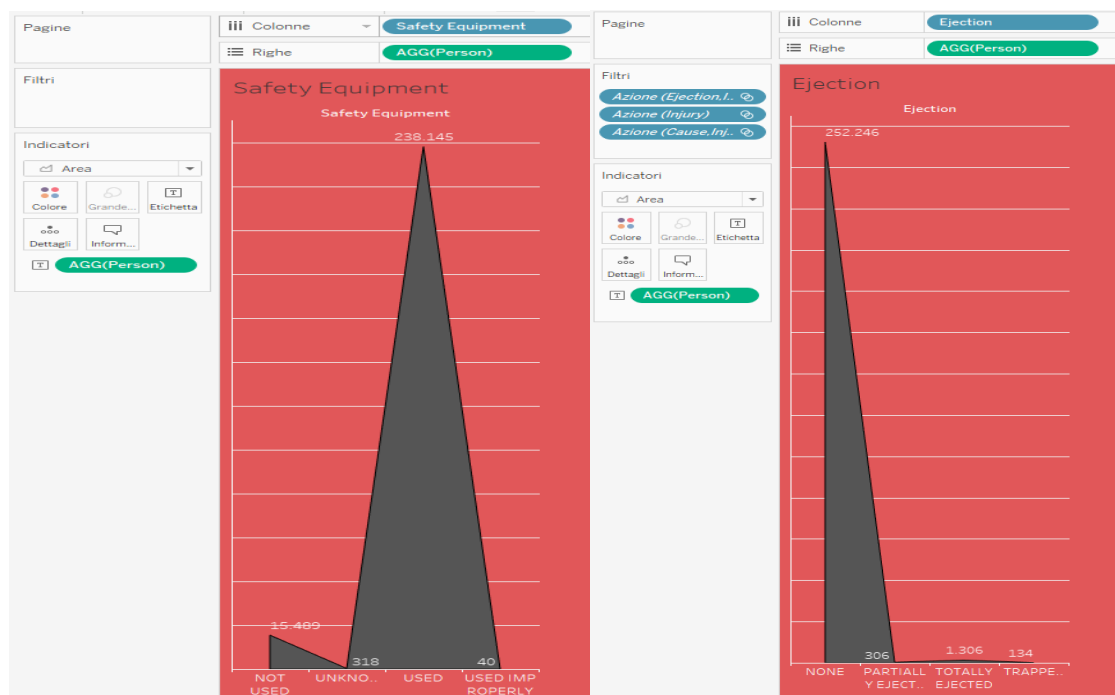 Pagine
Colonne
Safety Equipment
Righe
AGG(Person)
Filtri
Indicatori
Area
Colore
Grande...
Etichetta
Dettagli
Inform...
AGG(Person)
Safety Equipment
Safety Equipment
238.145
15.489
318
40
NOT USED
UNKNO..
USED
USED IMP
ROPERLY
Pagine
Colonne
Ejection
Righe
AGG(Person)
Filtri
Azione (Ejection,I..
Azione (Injury)
Azione (Cause,Inj..
Indicatori
Area
Colore
Grande...
Etichetta
Dettagli
Inform...
AGG(Person)
Ejection
Ejection
252.246
306
1.306
134
NONE
PARTIALL
Y EJECT..
TOTALLY
EJECTED
TRAPPE..